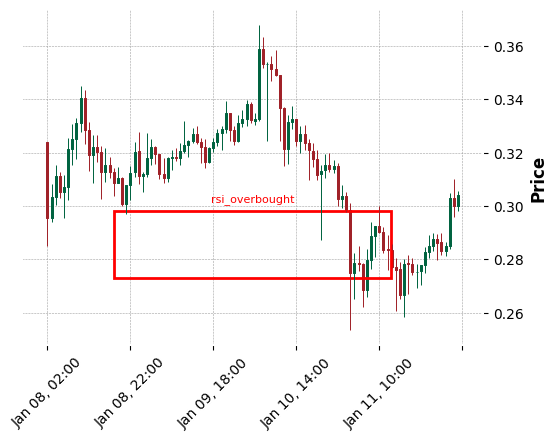 0.36
0.34
0.32
0.30
0.28
0.26
Price
rsi_overbought
Jan 08, 02:00
Jan 08, 22:00
Jan 09, 18:00
Jan 10, 14:00
Jan 11, 10:00